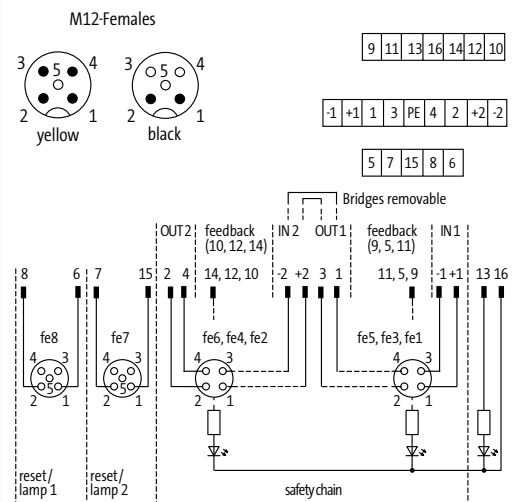 M12-Females
3 5 4
2 1
yellow
3 5 4
2 1
black
9 11 13 16 14 12 10
-1 +1 1 3 PE 4 2 +2 -2
5 7 15 8 6
Bridges removable
OUT2 feedback IN 2 OUT1 feedback IN 1
(10, 12, 14) (9, 5, 11)
8 6 7 15 2 4 14, 12, 10 -2 +2 3 1 11, 5, 9 -1 +1 13 16
fe8 fe7 fe6, fe4, fe2 fe5, fe3, fe1
4 3 4 3 4 3 4 3
5 5
2 1 2 1 2 1 2 1
reset/ reset/
lamp 1 lamp 2 safety chain